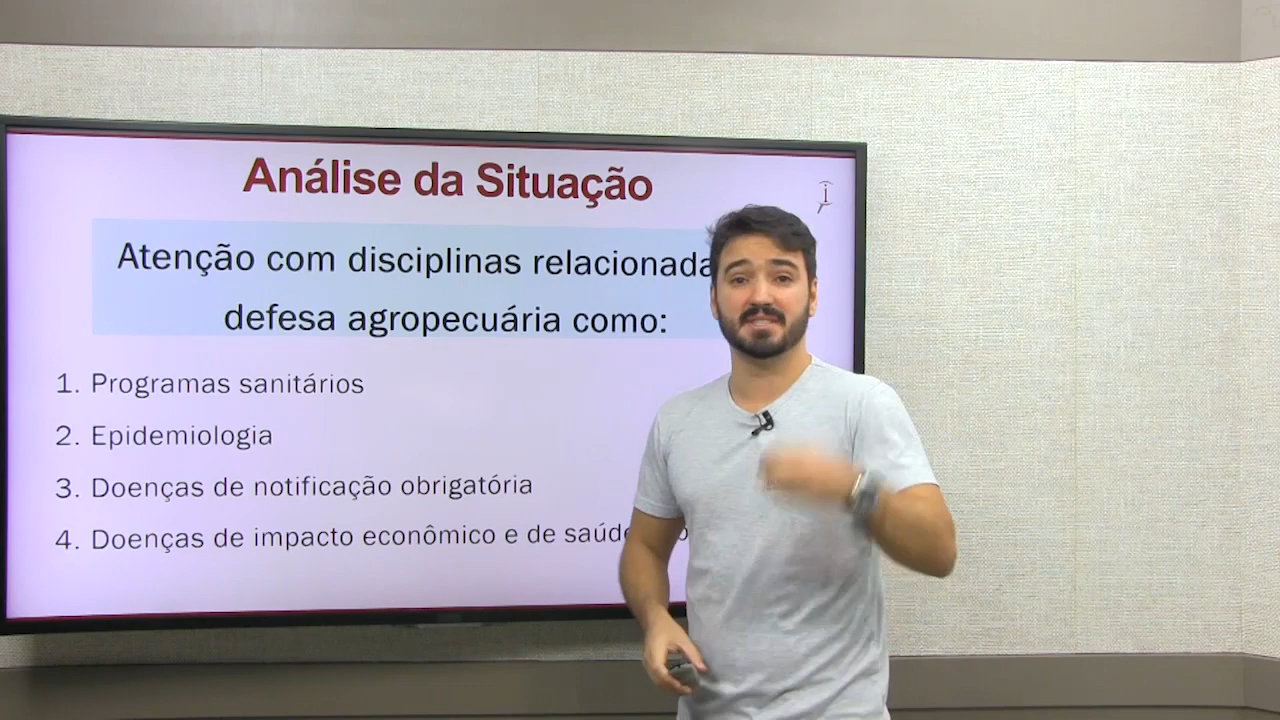 Análise da Situação
Atenção com disciplinas relacionada
defesa agropecuária como:
1. Programas sanitários
2. Epidemiologia
3. Doenças de notificação obrigatória
4. Doenças de impacto econômico e de saúde